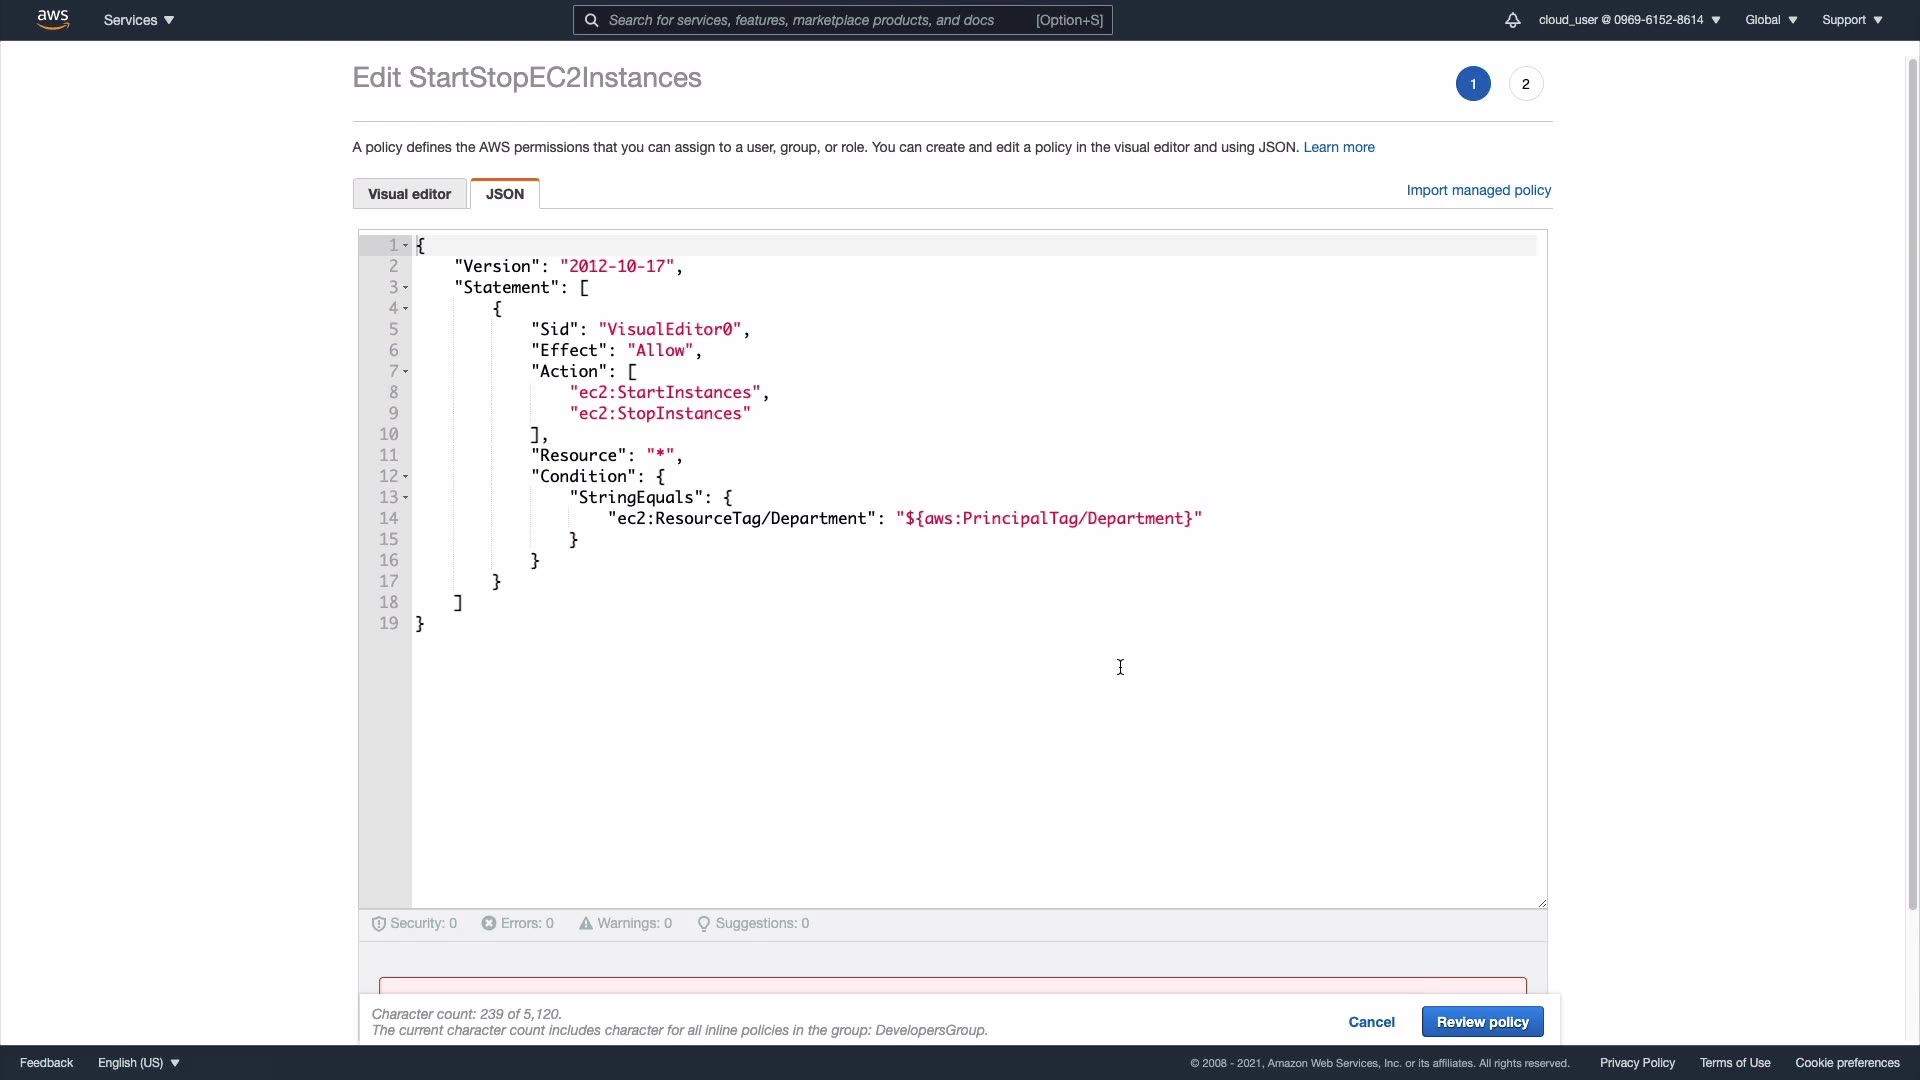 aws Services Search for services, features, marketplace products, and docs [Option+S] cloud_user @ 0969-6152-8614 Global Support
Edit StartStopEC2Instances 1 2
A policy defines the AWS permissions that you can assign to a user, group, or role. You can create and edit a policy in the visual editor and using JSON. Learn more
Visual editor JSON Import managed policy
1 {
2 "Version": "2012-10-17",
3 "Statement": [
4 {
5 "Sid": "VisualEditor0",
6 "Effect": "Allow",
7 "Action": [
8 "ec2:StartInstances",
9 "ec2:StopInstances"
10 ],
11 "Resource": "*",
12 "Condition": {
13 "StringEquals": {
14 "ec2:ResourceTag/Department": "${aws:PrincipalTag/Department}"
15 }
16 }
17 }
18 ]
19 }
Security: 0 Errors: 0 Warnings: 0 Suggestions: 0
Character count: 239 of 5,120.
The current character count includes character for all inline policies in the group: DevelopersGroup.
Cancel Review policy
Feedback English (US) © 2008 - 2021, Amazon Web Services, Inc. or its affiliates. All rights reserved. Privacy Policy Terms of Use Cookie preferences